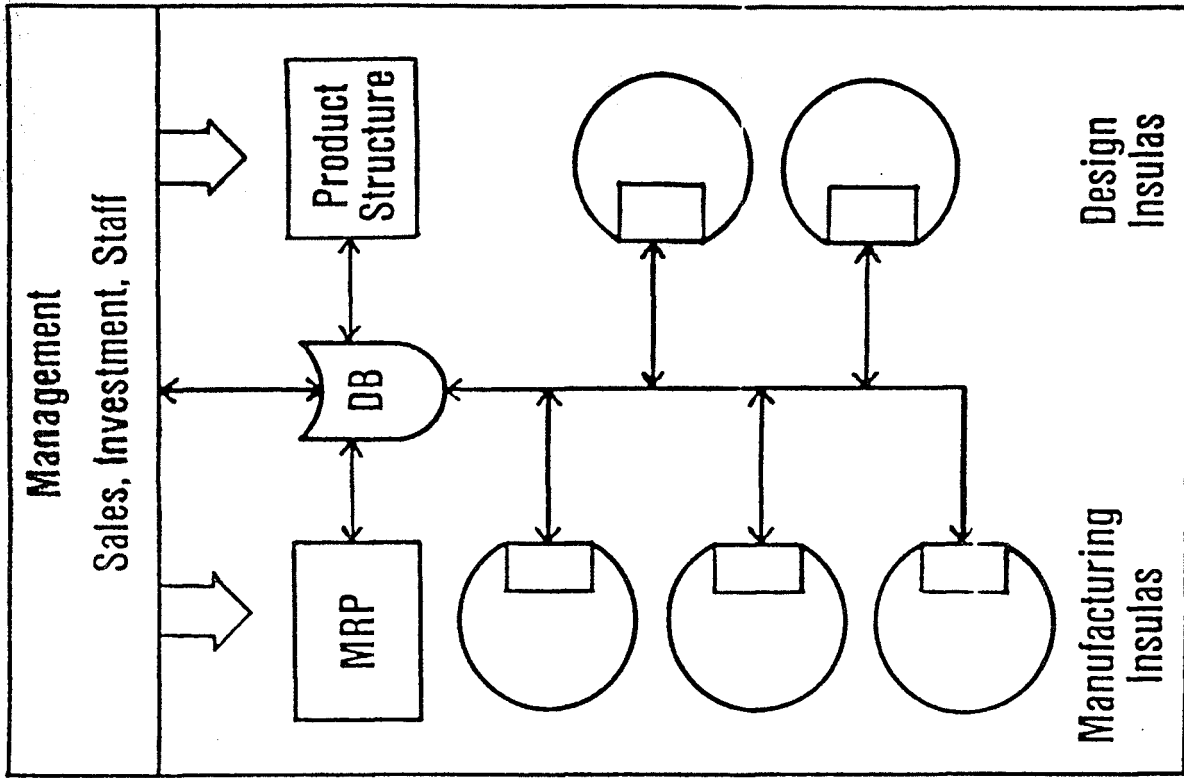 Management
Sales, Investment, Staff
MRP
DB
Product
Structure
Manufacturing
Insulas
Design
Insulas